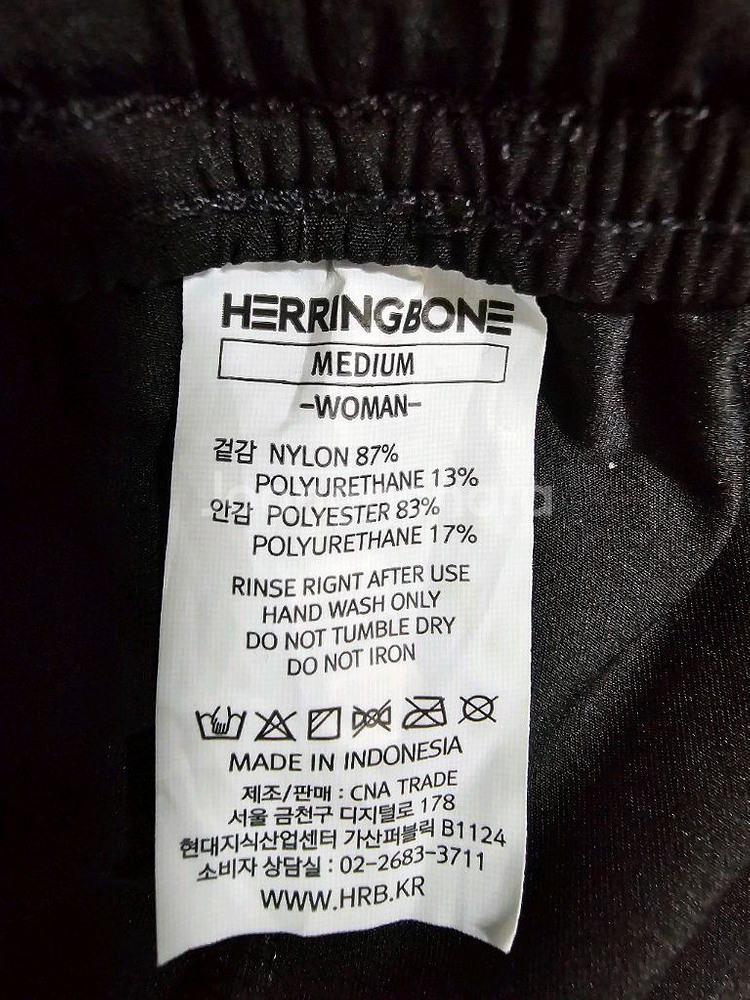 HERRINGBONE
MEDIUM
-WOMAN-
겉감 NYLON 87%
POLYURETHANE 13%
안감 POLYESTER 83%
POLYURETHANE 17%
RINSE RIGNT AFTER USE
HAND WASH ONLY
DO NOT TUMBLE DRY
DO NOT IRON
MADE IN INDONESIA
제조/판매 : CNA TRADE
서울 금천구 디지털로 178
현대지식산업센터 가산퍼블릭 B1124
소비자 상담실 : 02-2683-3711
WWW.HRB.KR